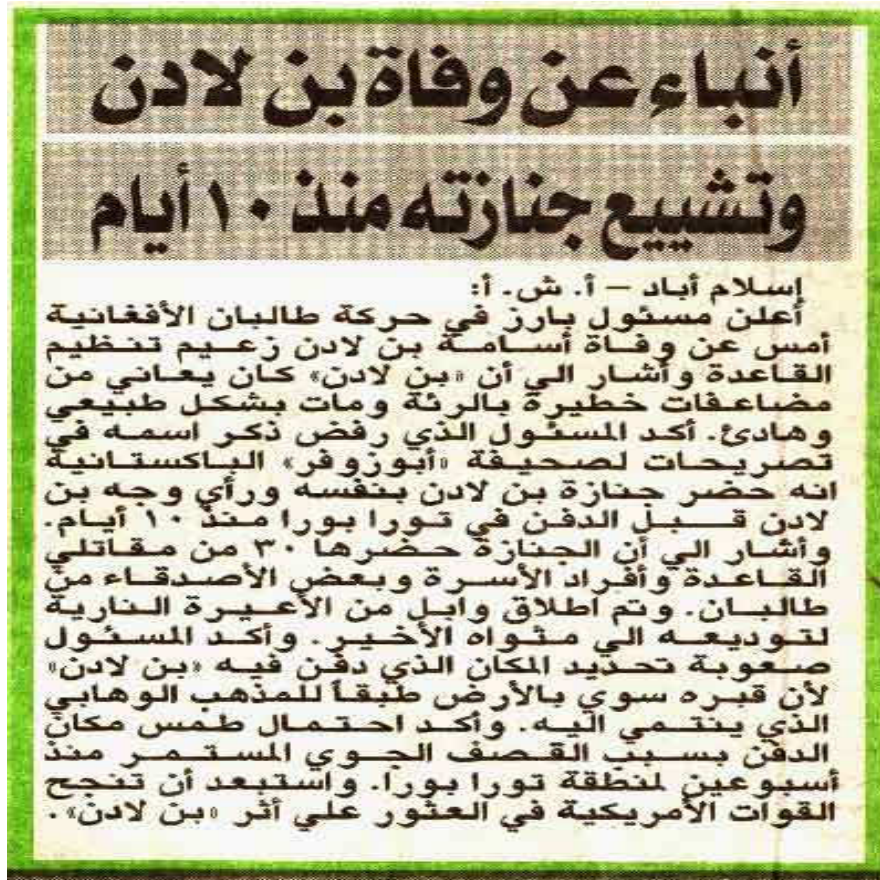 أنباء عن وفاة بن لادن
وتشييع جنازته منذ ١٠ أيام
إسلام أباد – أ. ش. أ:
أعلن مسئول بارز في حركة طالبان الأفغانية
أمس عن وفاة أسامة بن لادن زعيم تنظيم
القاعدة وأشار الي أن «بن لادن» كان يعاني من
مضاعفات خطيرة بالرئة ومات بشكل طبيعي
وهادئ. أكد المسئول الذي رفض ذكر اسمه في
تصريحات لصحيفة «أبوزوفر» الباكستانية
انه حضر جنازة بن لادن بنفسه ورأي وجه بن
لادن قبل الدفن في تورا بورا منذ ١٠ أيام.
وأشار الي أن الجنازة حضرها ٣٠ من مقاتلي
القاعدة وأفراد الأسرة وبعض الأصدقاء من
طالبان. وتم اطلاق وابل من الأعيرة النارية
لتوديعه الي مثواه الأخير. وأكد المسئول
صعوبة تحديد المكان الذي دفن فيه «بن لادن»
لأن قبره سوي بالأرض طبقاً للمذهب الوهابي
الذي ينتمي اليه. وأكد احتمال طمس مكان
الدفن بسبب القصف الجوي المستمر منذ
أسبوعين لمنطقة تورا بورا. واستبعد أن تنجح
القوات الأمريكية في العثور علي أثر «بن لادن».